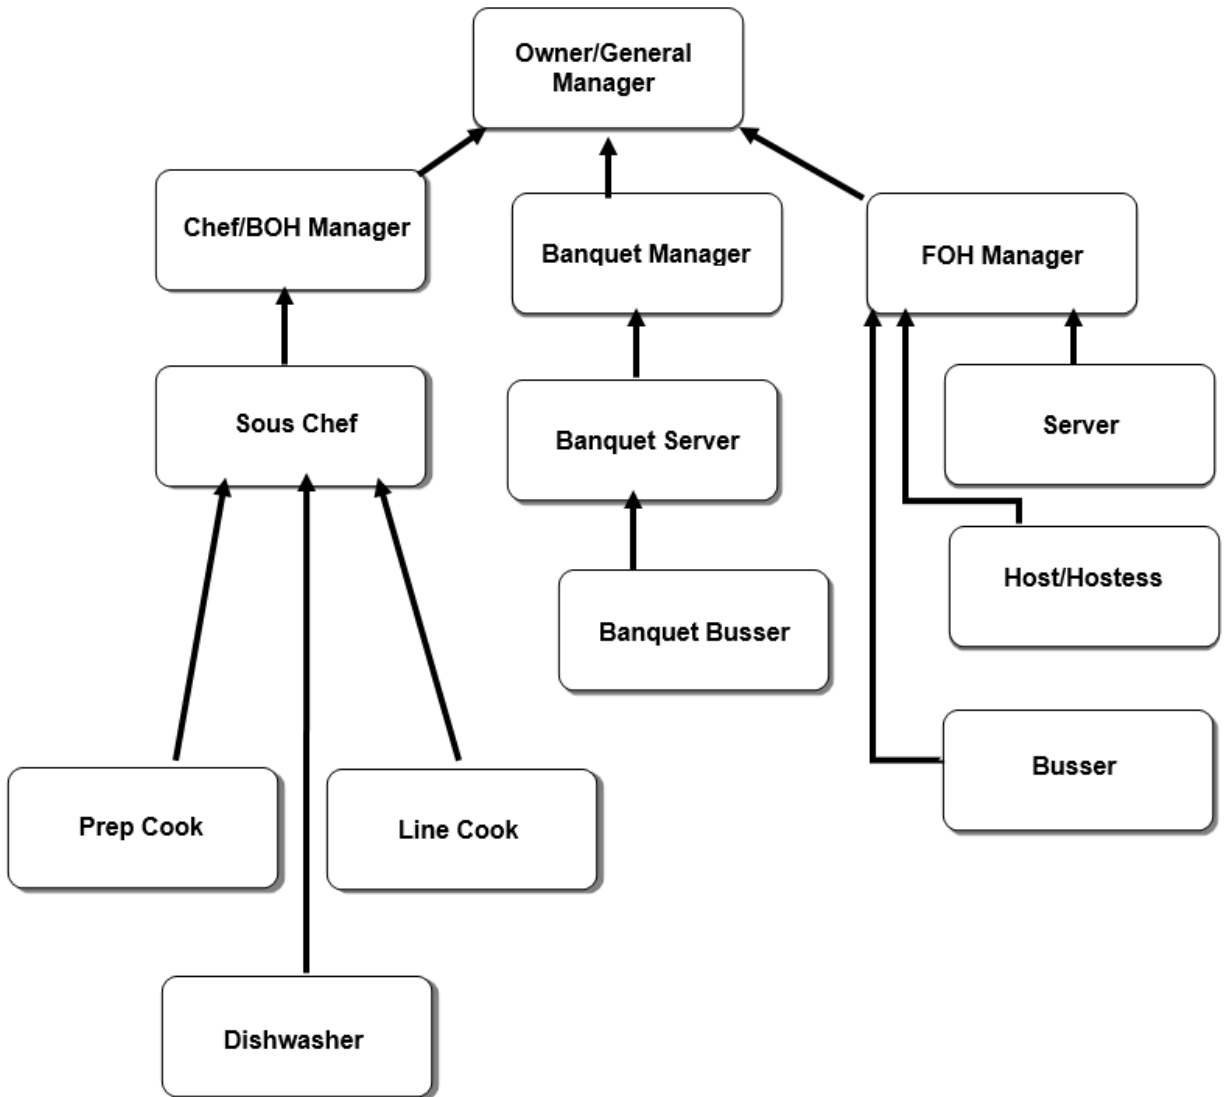 Owner/General
Manager
Chef/BOH Manager
Banquet Manager
FOH Manager
Sous Chef
Banquet Server
Server
Host/Hostess
Banquet Busser
Busser
Prep Cook
Line Cook
Dishwasher